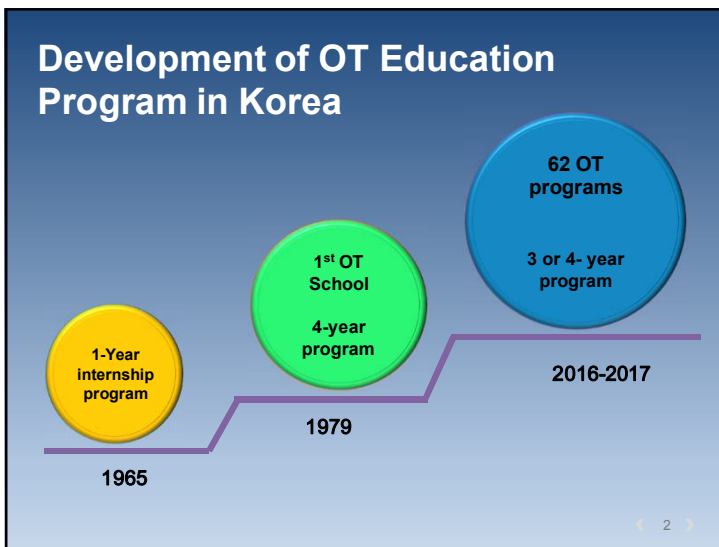 Development of OT Education
Program in Korea
1-Year
internship
program
1965
1st OT
School
4-year
program
1979
62 OT
programs
3 or 4- year
program
2016-2017
2